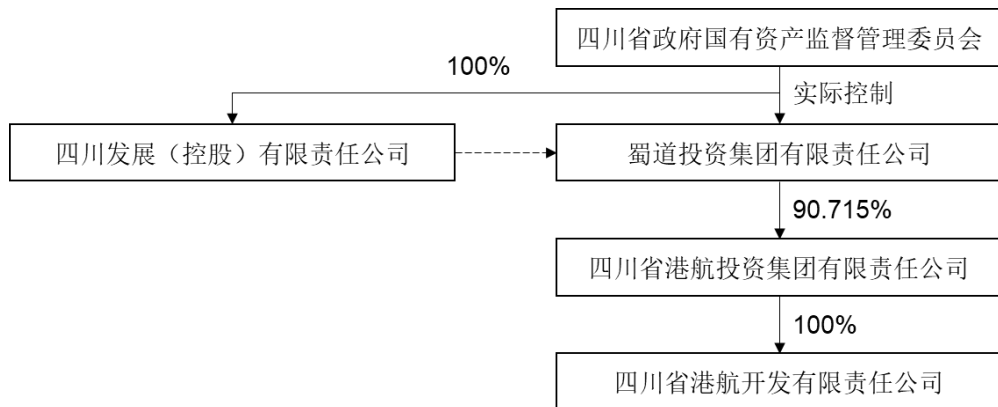 四川省政府国有资产监督管理委员会
100%
实际控制
四川发展（控股）有限责任公司
蜀道投资集团有限责任公司
90.715%
四川省港航投资集团有限责任公司
100%
四川省港航开发有限责任公司